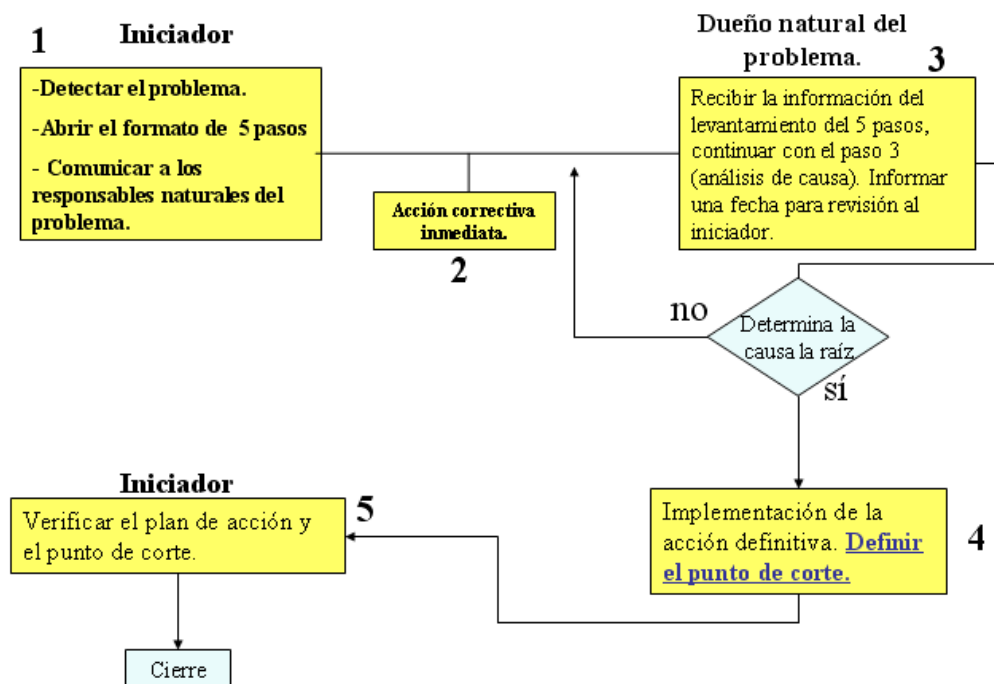 1
Iniciador
-Detectar el problema.
-Abrir el formato de 5 pasos
- Comunicar a los
responsables naturales del
problema.
Acción correctiva
inmediata.
2
Dueño natural del
problema.
3
Recibir la información del
levantamiento del 5 pasos,
continuar con el paso 3
(análisis de causa). Informar
una fecha para revisión al
iniciador.
no
Determina la
causa la raíz
sí
Implementación de la
acción definitiva. Definir
el punto de corte.
4
Iniciador
5
Verificar el plan de acción y
el punto de corte.
Cierre